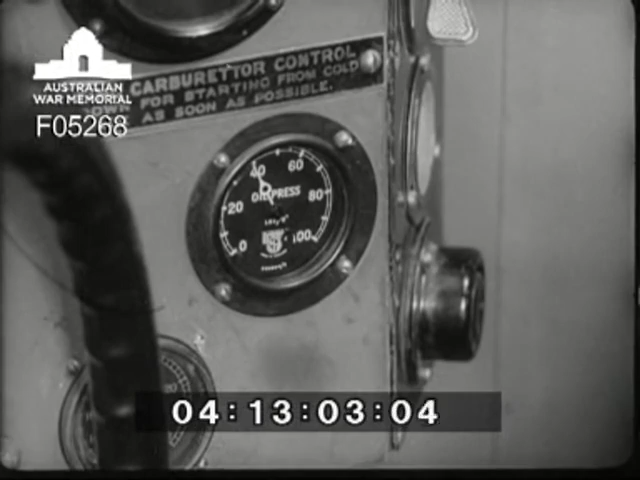 AUSTRALIAN
WAR MEMORIAL
F05268
CARBURETTOR CONTROL
FOR STARTING FROM COLD
AS SOON AS POSSIBLE.
40 60
OIL PRESS
20 80
0 100
04:13:03:04